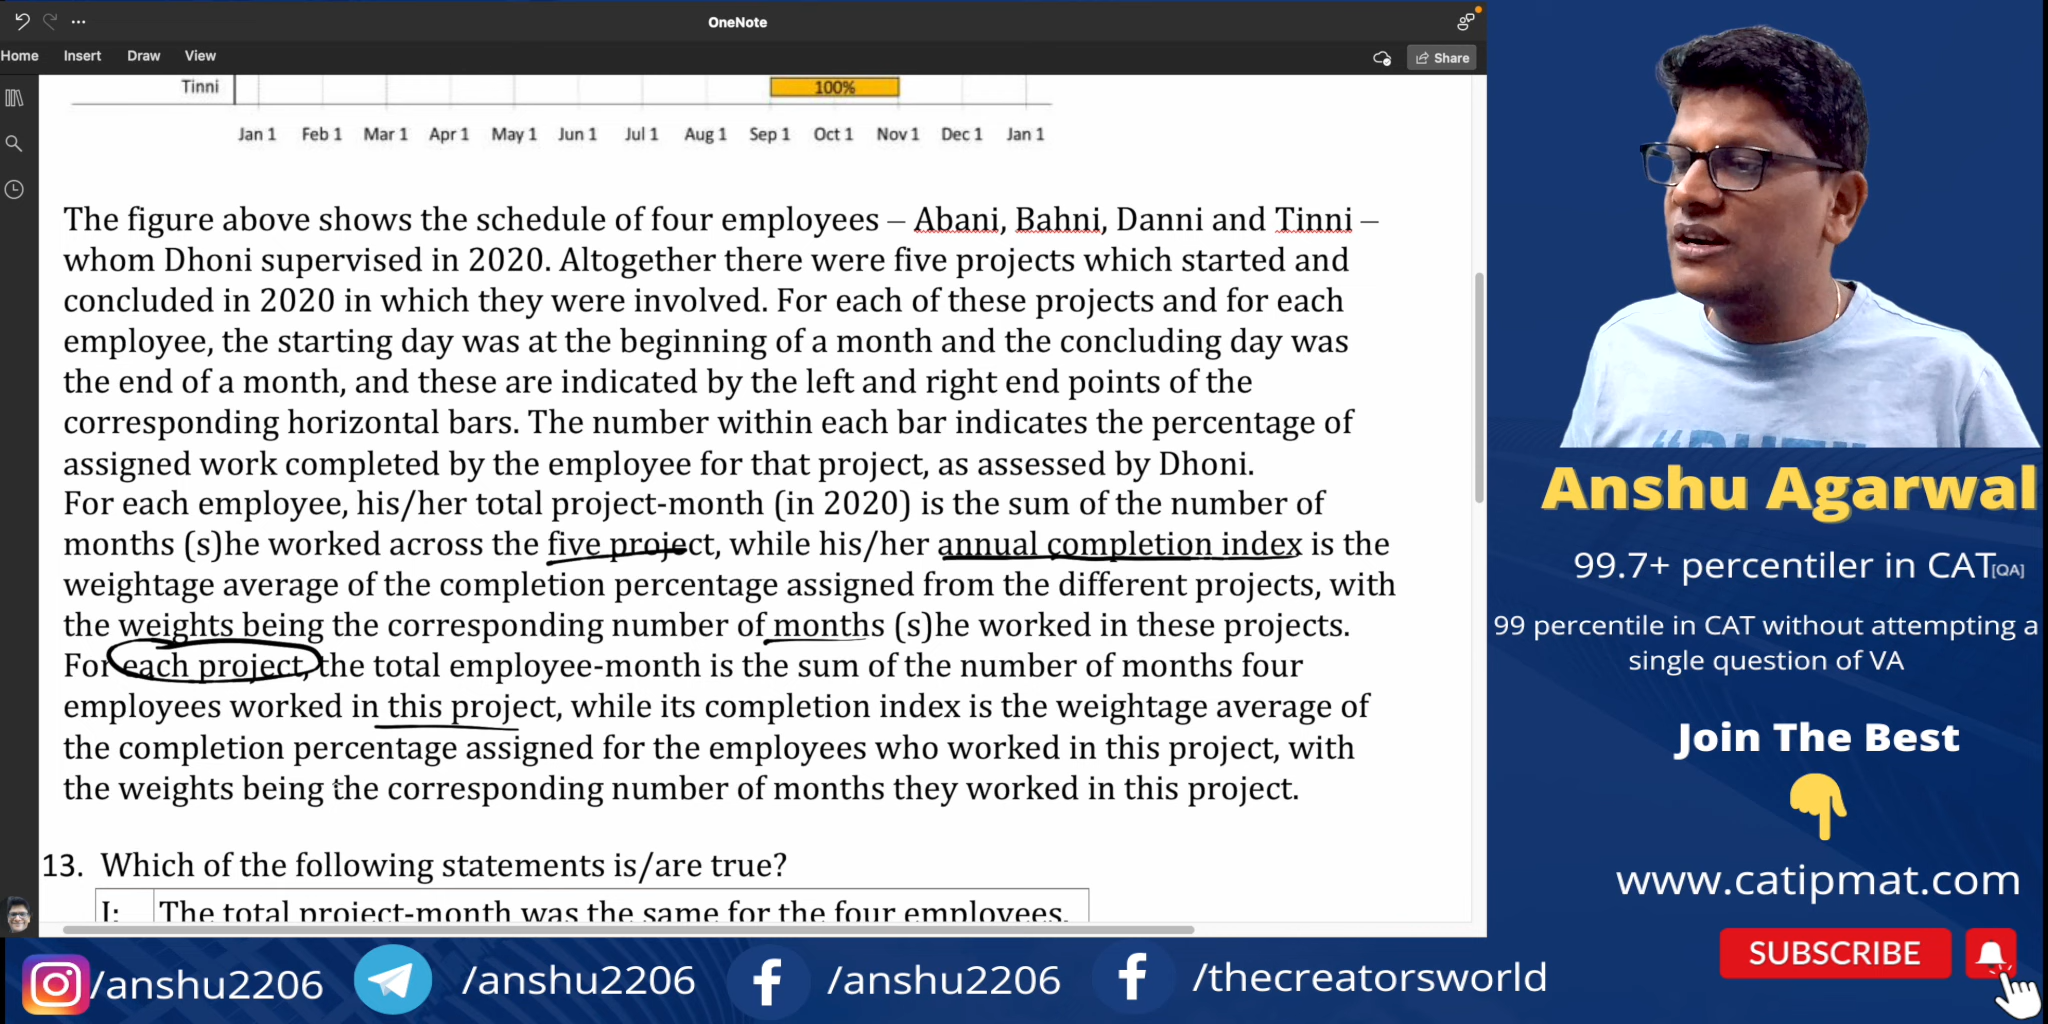 OneNote
Home Insert Draw View
Share
Tinni 100%
Jan 1 Feb 1 Mar 1 Apr 1 May 1 Jun 1 Jul 1 Aug 1 Sep 1 Oct 1 Nov 1 Dec 1 Jan 1
The figure above shows the schedule of four employees – Abani, Bahni, Danni and Tinni –
whom Dhoni supervised in 2020. Altogether there were five projects which started and
concluded in 2020 in which they were involved. For each of these projects and for each
employee, the starting day was at the beginning of a month and the concluding day was
the end of a month, and these are indicated by the left and right end points of the
corresponding horizontal bars. The number within each bar indicates the percentage of
assigned work completed by the employee for that project, as assessed by Dhoni.
For each employee, his/her total project-month (in 2020) is the sum of the number of
months (s)he worked across the five project, while his/her annual completion index is the
weightage average of the completion percentage assigned from the different projects, with
the weights being the corresponding number of months (s)he worked in these projects.
For each project, the total employee-month is the sum of the number of months four
employees worked in this project, while its completion index is the weightage average of
the completion percentage assigned for the employees who worked in this project, with
the weights being the corresponding number of months they worked in this project.
13. Which of the following statements is/are true?
I: The total project-month was the same for the four employees.
Anshu Agarwal
99.7+ percentiler in CAT[QA]
99 percentile in CAT without attempting a
single question of VA
Join The Best
www.catipmat.com
SUBSCRIBE
/anshu2206 /anshu2206 /anshu2206 /thecreatorsworld